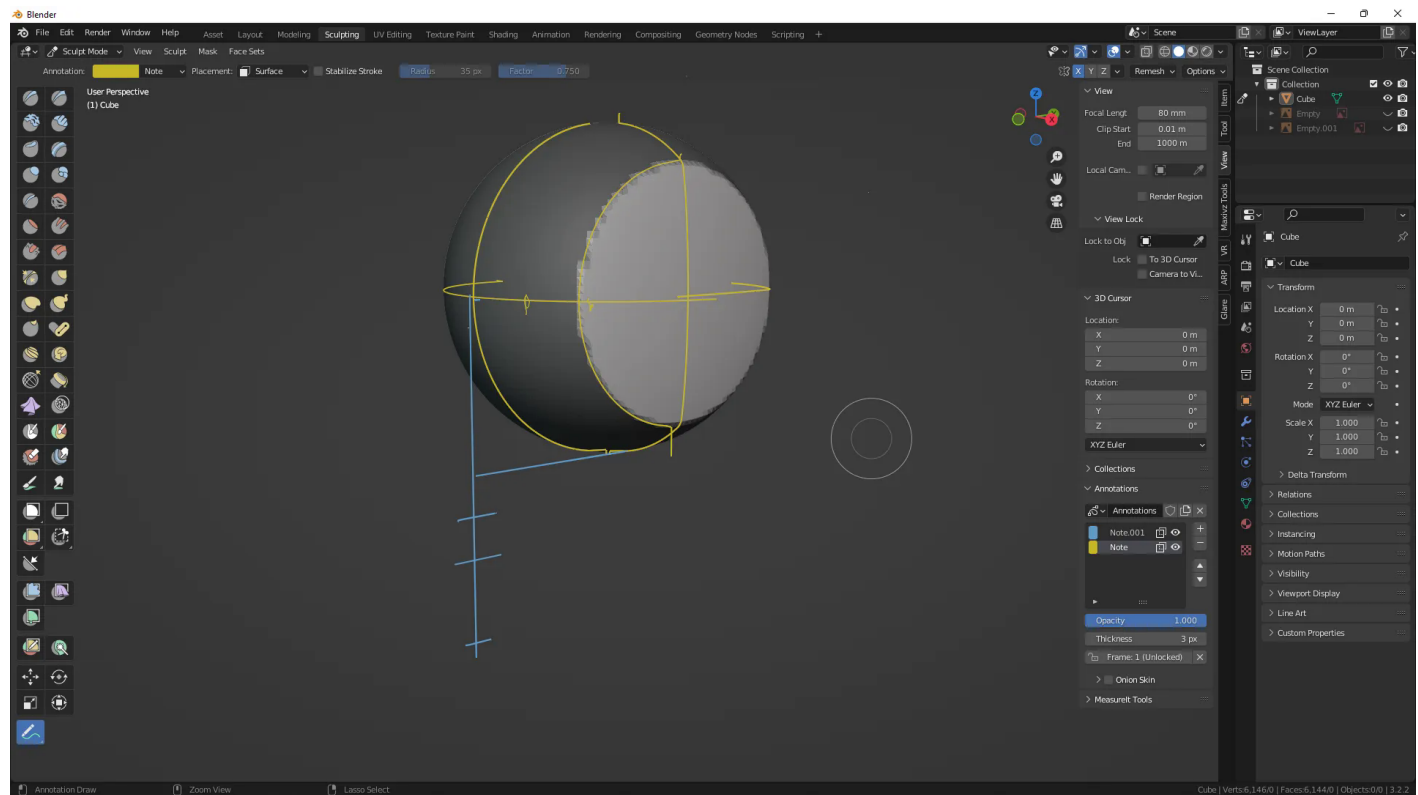 Blender
File Edit Render Window Help Asset Layout Modeling Sculpting UV Editing Texture Paint Shading Animation Rendering Compositing Geometry Nodes Scripting + Scene ViewLayer
Sculpt Mode View Sculpt Mask Face Sets
Annotation: Note Placement: Surface Stabilize Stroke Radius 35 px Factor 0.750 X Y Z Remesh Options
User Perspective
(1) Cube
Z
X
View
Focal Lengt 80 mm
Clip Start 0.01 m
End 1000 m
Local Cam...
Render Region
View Lock
Lock to Obj
Lock To 3D Cursor
Camera to Vi...
3D Cursor
Location:
X 0 m
Y 0 m
Z 0 m
Rotation:
X 0°
Y 0°
Z 0°
XYZ Euler
Collections
Annotations
Annotations
Note.001
Note
Opacity 1.000
Thickness 3 px
Frame: 1 (Unlocked)
Onion Skin
MeasureIt Tools
Item
Tool
View
Maxivz Tools
VR
ARP
Glare
Scene Collection
Collection
Cube
Empty
Empty.001
Cube
Cube
Transform
Location X 0 m
Y 0 m
Z 0 m
Rotation X 0°
Y 0°
Z 0°
Mode XYZ Euler
Scale X 1.000
Y 1.000
Z 1.000
Delta Transform
Relations
Collections
Instancing
Motion Paths
Visibility
Viewport Display
Line Art
Custom Properties
Annotation Draw Zoom View Lasso Select Cube | Verts:6,146/0 | Faces:6,144/0 | Objects:0/0 | 3.2.2